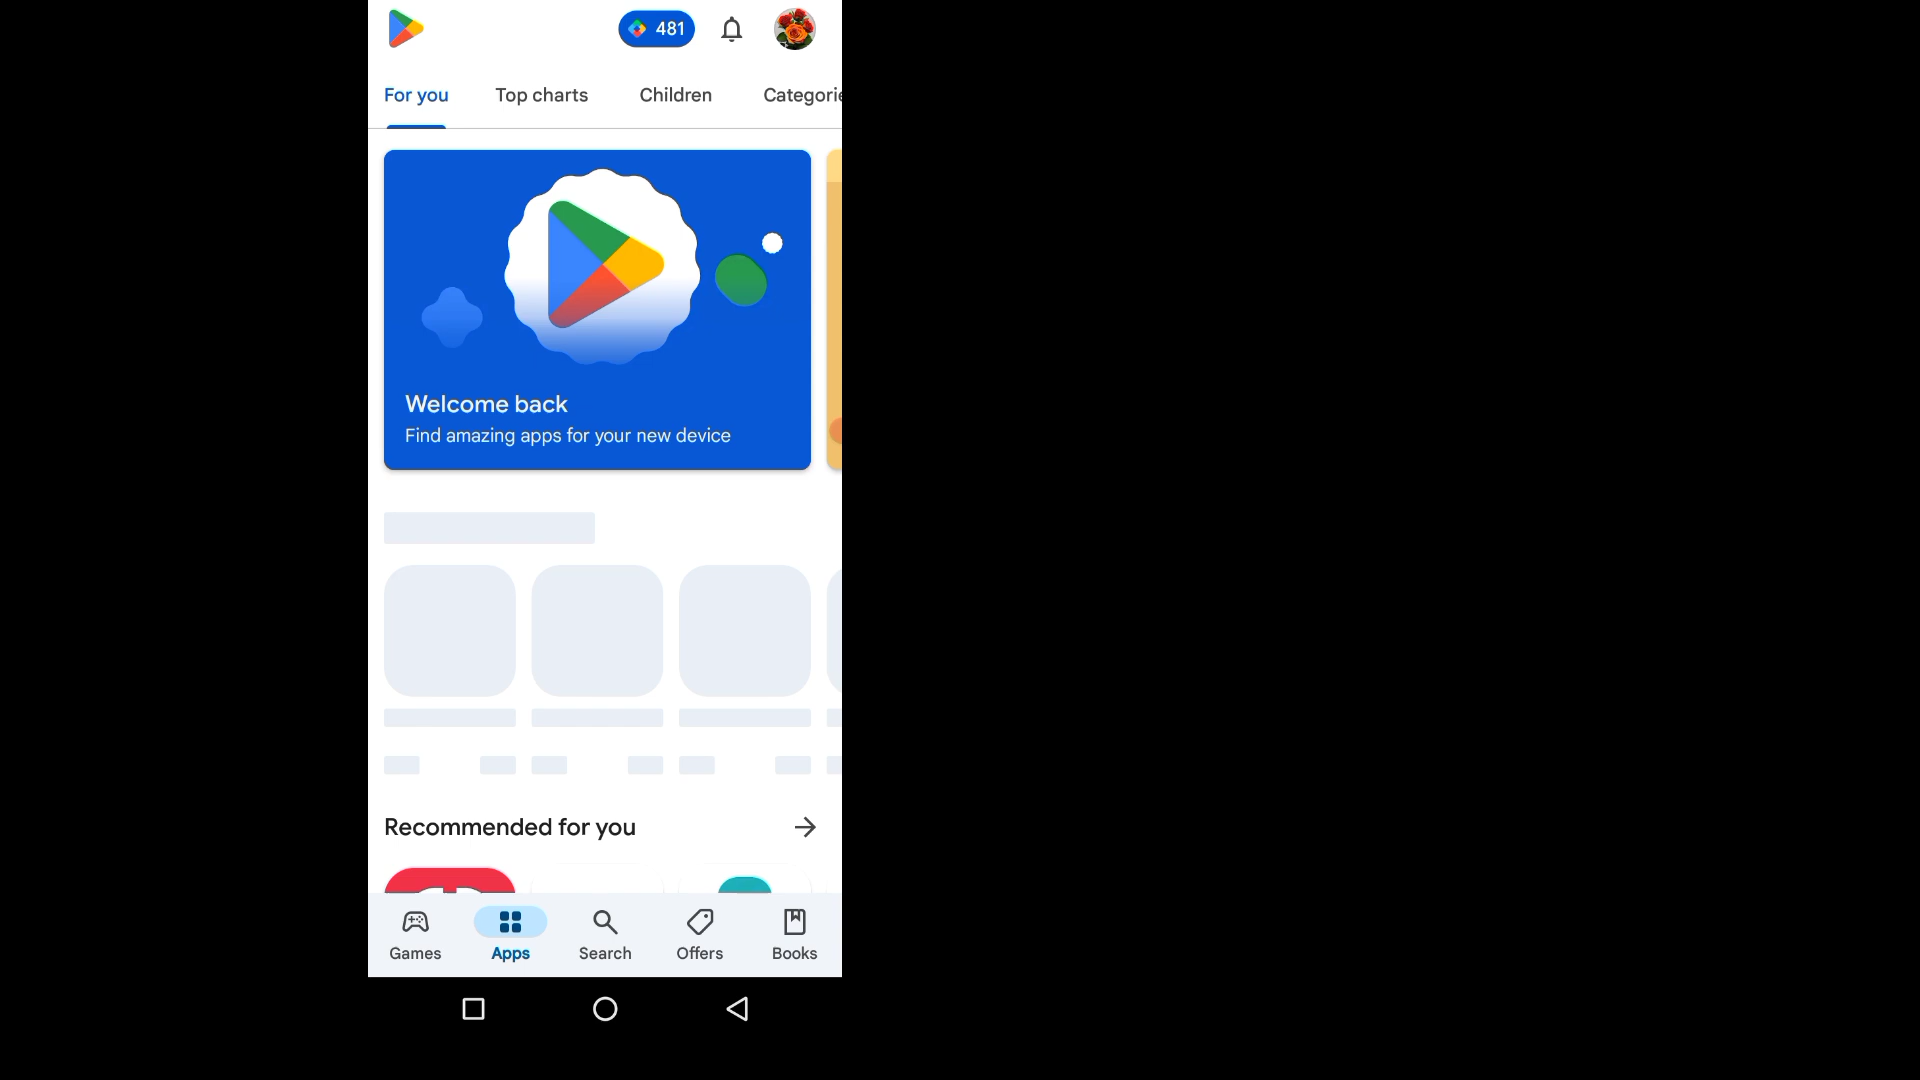 481
For you
Top charts
Children
Categorie
Welcome back
Find amazing apps for your new device
Recommended for you
Games
Apps
Search
Offers
Books